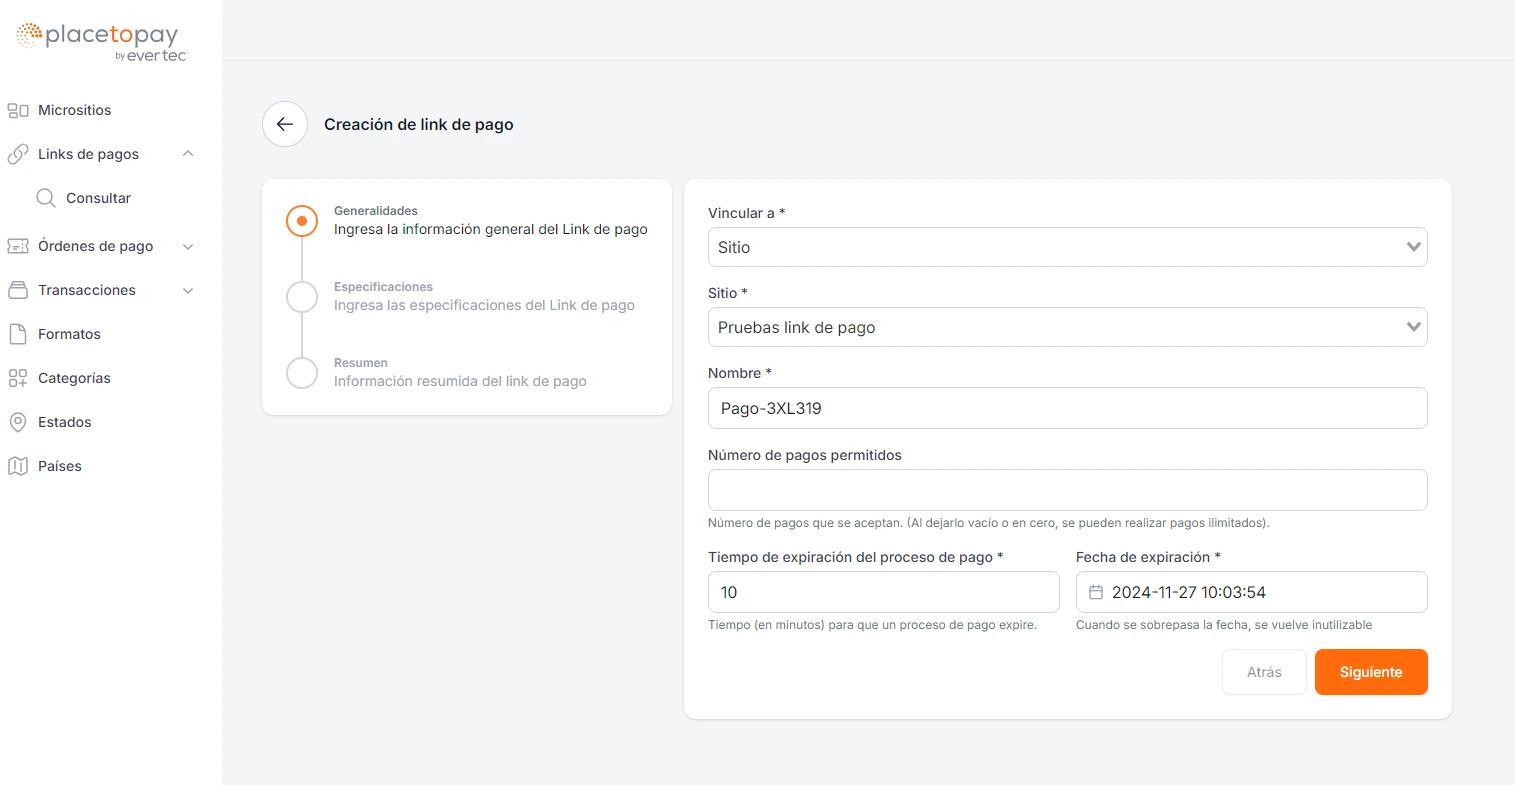 placetopay
by evertec
Micrositios
Links de pagos
Consultar
Órdenes de pago
Transacciones
Formatos
Categorías
Estados
Países
Creación de link de pago
Generalidades
Ingresa la información general del Link de pago
Especificaciones
Ingresa las especificaciones del Link de pago
Resumen
Información resumida del link de pago
Vincular a *
Sitio
Sitio *
Pruebas link de pago
Nombre *
Pago-3XL319
Número de pagos permitidos
Número de pagos que se aceptan. (Al dejarlo vacío o en cero, se pueden realizar pagos ilimitados).
Tiempo de expiración del proceso de pago *
10
Tiempo (en minutos) para que un proceso de pago expire.
Fecha de expiración *
2024-11-27 10:03:54
Cuando se sobrepasa la fecha, se vuelve inutilizable
Atrás
Siguiente